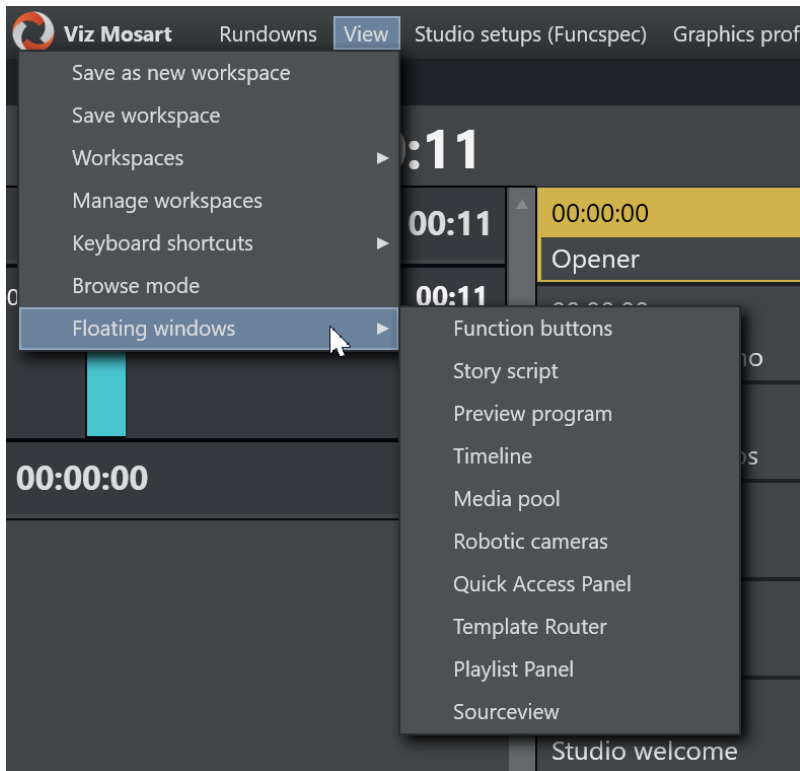 Viz Mosart Rundowns View Studio setups (Funcspec) Graphics prof
Save as new workspace
Save workspace
Workspaces
Manage workspaces
Keyboard shortcuts
Browse mode
Floating windows
Function buttons
Story script
Preview program
Timeline
Media pool
Robotic cameras
Quick Access Panel
Template Router
Playlist Panel
Sourceview
:11
00:11
00:11
00:00:00
00:00:00
Opener
Studio welcome